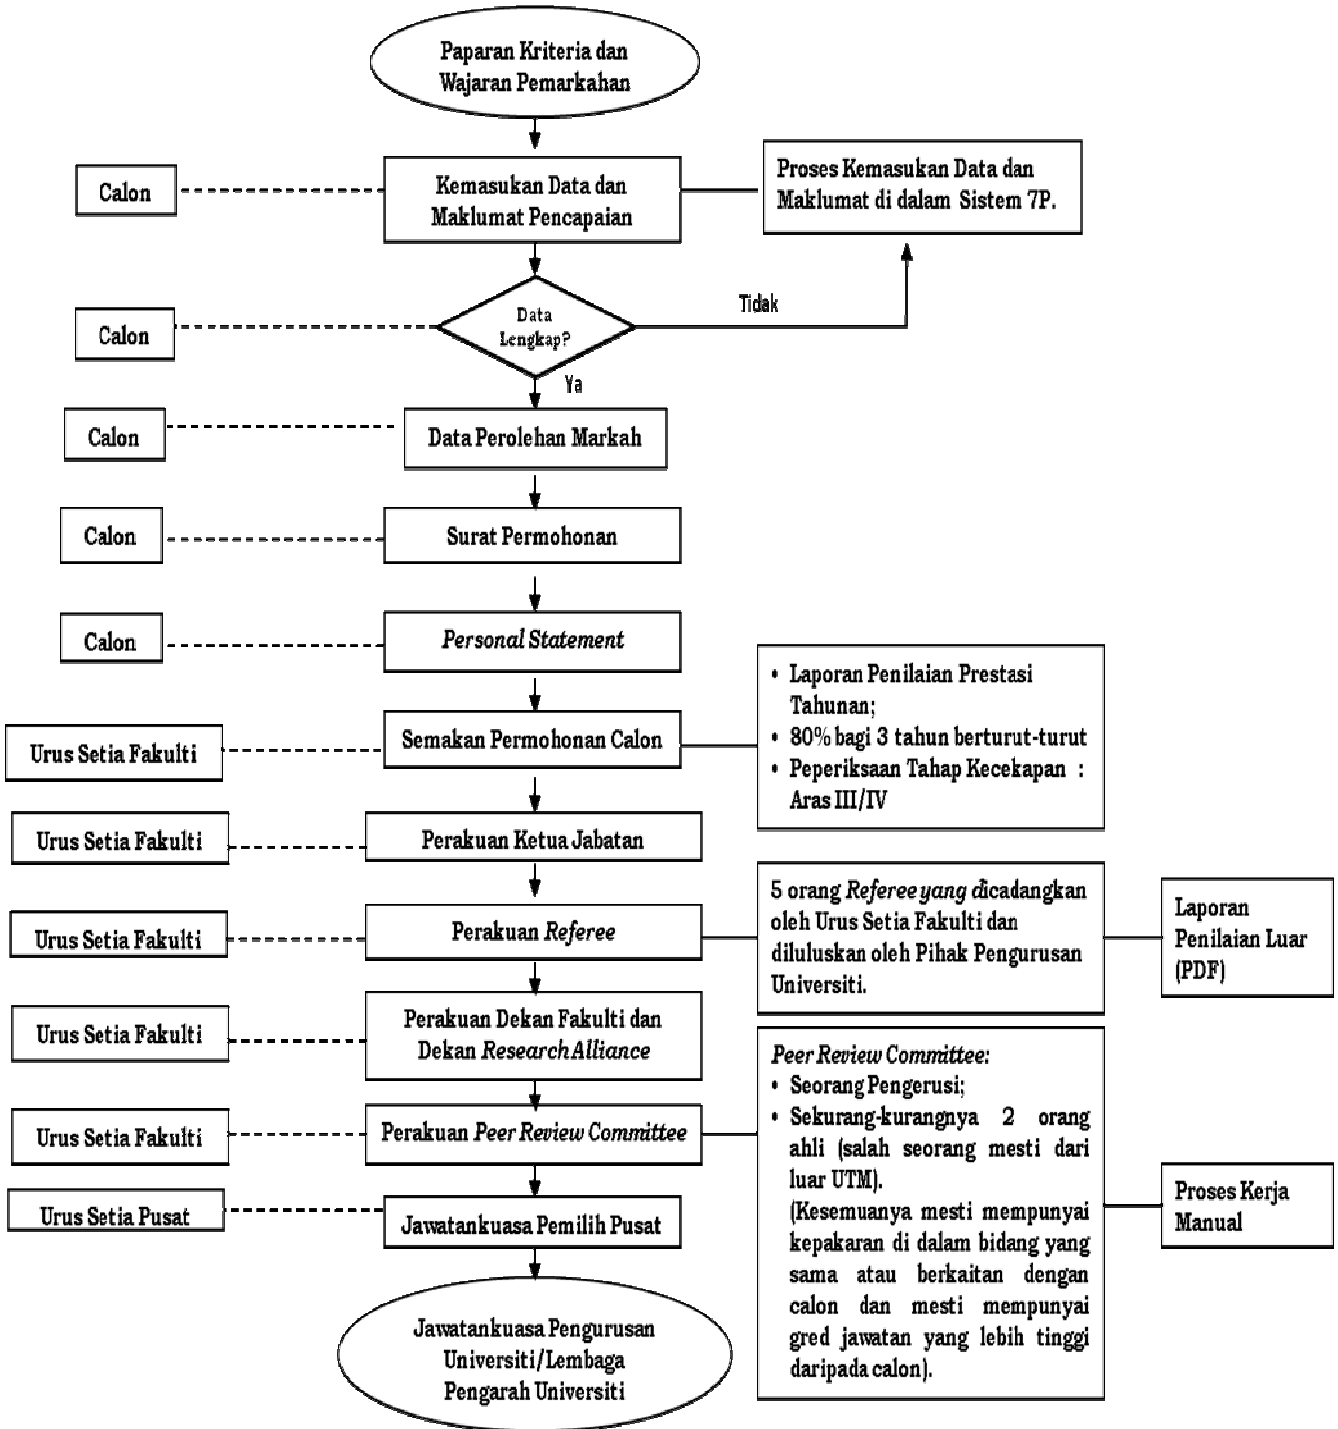 Paparan Kriteria dan
Wajaran Pemarkahan
Calon
Kemasukan Data dan
Maklumat Pencapaian
Proses Kemasukan Data dan
Maklumat di dalam Sistem 7P.
Calon
Data
Lengkap?
Tidak
Ya
Calon
Data Perolehan Markah
Calon
Surat Permohonan
Calon
Personal Statement
Urus Setia Fakulti
Semakan Permohonan Calon
• Laporan Penilaian Prestasi
Tahunan;
• 80% bagi 3 tahun berturut-turut
• Peperiksaan Tahap Kecekapan :
Aras III/IV
Urus Setia Fakulti
Perakuan Ketua Jabatan
Urus Setia Fakulti
Perakuan Referee
5 orang Referee yang dicadangkan
oleh Urus Setia Fakulti dan
diluluskan oleh Pihak Pengurusan
Universiti.
Laporan
Penilaian Luar
(PDF)
Urus Setia Fakulti
Perakuan Dekan Fakulti dan
Dekan Research Alliance
Urus Setia Fakulti
Perakuan Peer Review Committee
Peer Review Committee:
• Seorang Pengerusi;
• Sekurang-kurangnya 2 orang
ahli (salah seorang mesti dari
luar UTM).
(Kesemuanya mesti mempunyai
kepakaran di dalam bidang yang
sama atau berkaitan dengan
calon dan mesti mempunyai
gred jawatan yang lebih tinggi
daripada calon).
Proses Kerja
Manual
Urus Setia Pusat
Jawatankuasa Pemilih Pusat
Jawatankuasa Pengurusan
Universiti/Lembaga
Pengarah Universiti